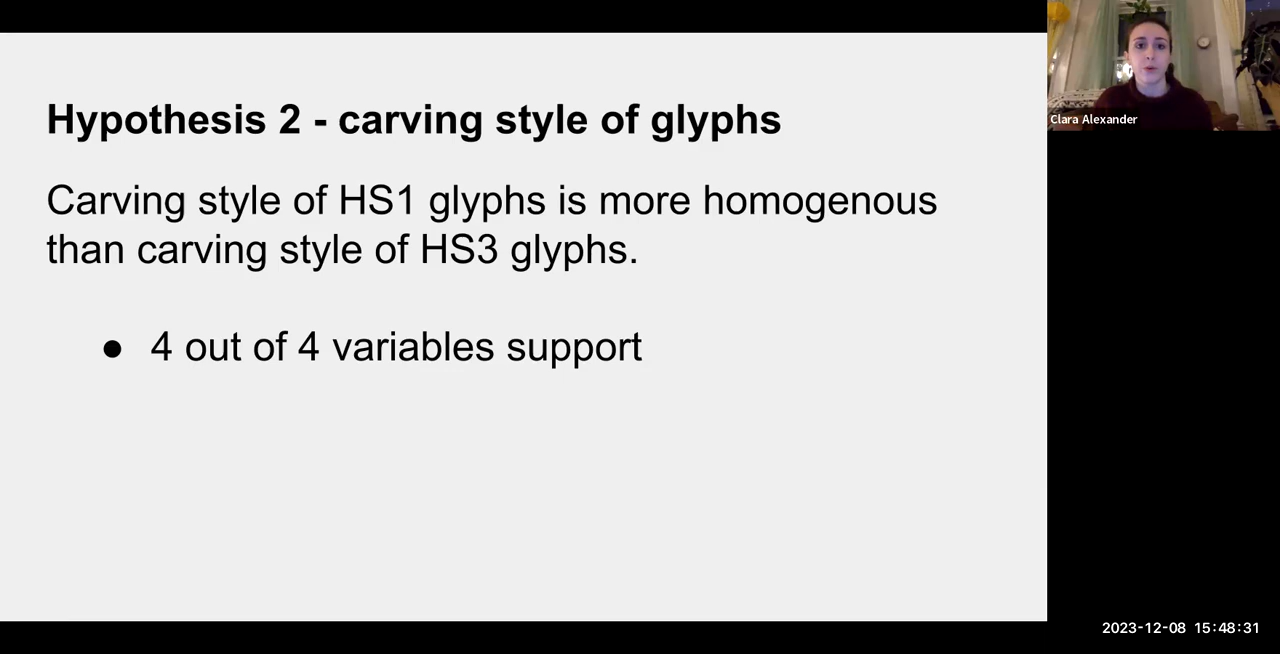 Hypothesis 2 - carving style of glyphs
Carving style of HS1 glyphs is more homogenous
than carving style of HS3 glyphs.
● 4 out of 4 variables support
Clara Alexander
2023-12-08 15:48:31